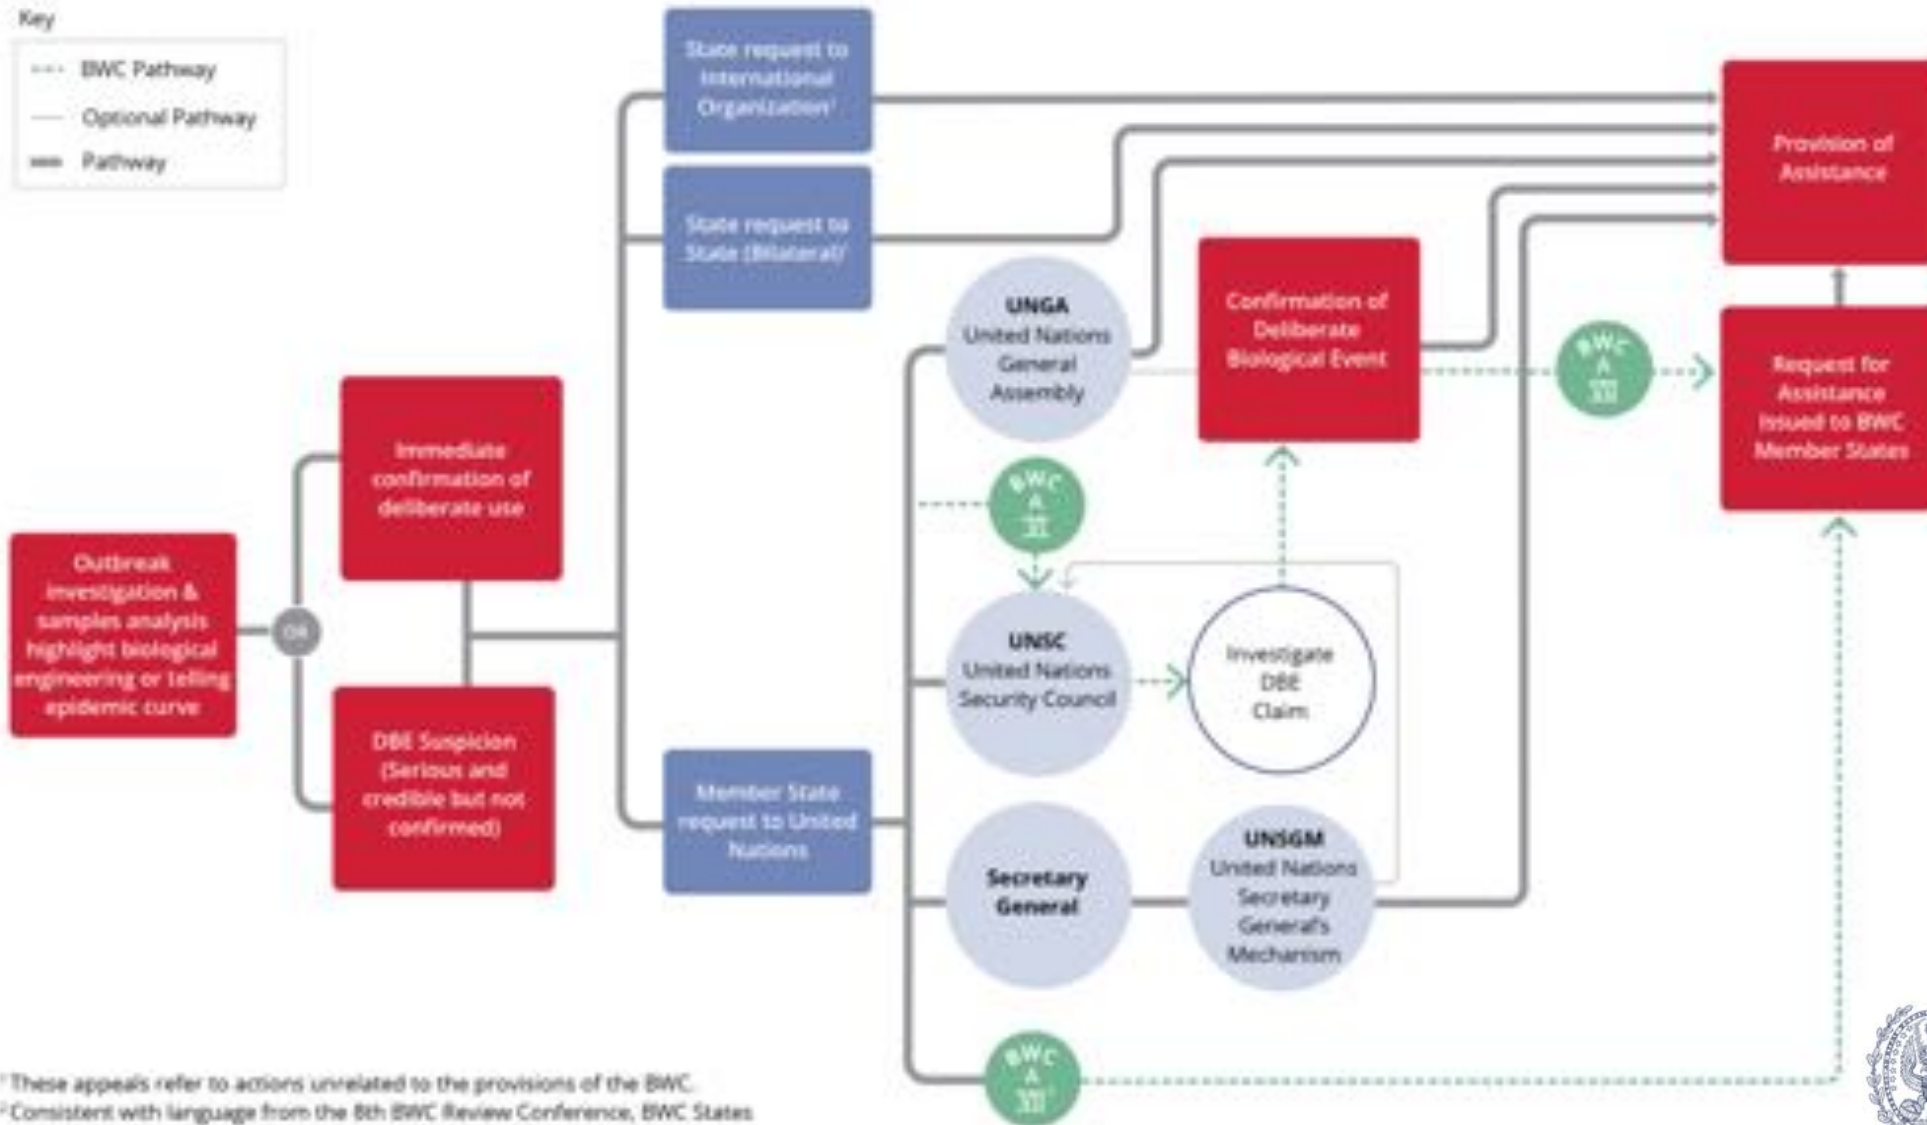 Key
BWC Pathway
Optional Pathway
Pathway
State request to
International
Organization¹
State request to
State (Bilateral)¹
Provision of
Assistance
UNGA
United Nations
General
Assembly
Confirmation of
Deliberate
Biological Event
BWC
A
VII
Request for
Assistance
Issued to BWC
Member States
Immediate
confirmation of
deliberate use
BWC
A
VI
Outbreak
investigation &
samples analysis
highlight biological
engineering or telling
epidemic curve
OR
UNSC
United Nations
Security Council
Investigate
DBE
Claim
DBE Suspicion
(Serious and
credible but not
confirmed)
Member State
request to United
Nations
Secretary
General
UNSGM
United Nations
Secretary
General's
Mechanism
BWC
A
VII²
¹ These appeals refer to actions unrelated to the provisions of the BWC.
² Consistent with language from the 8th BWC Review Conference, BWC States